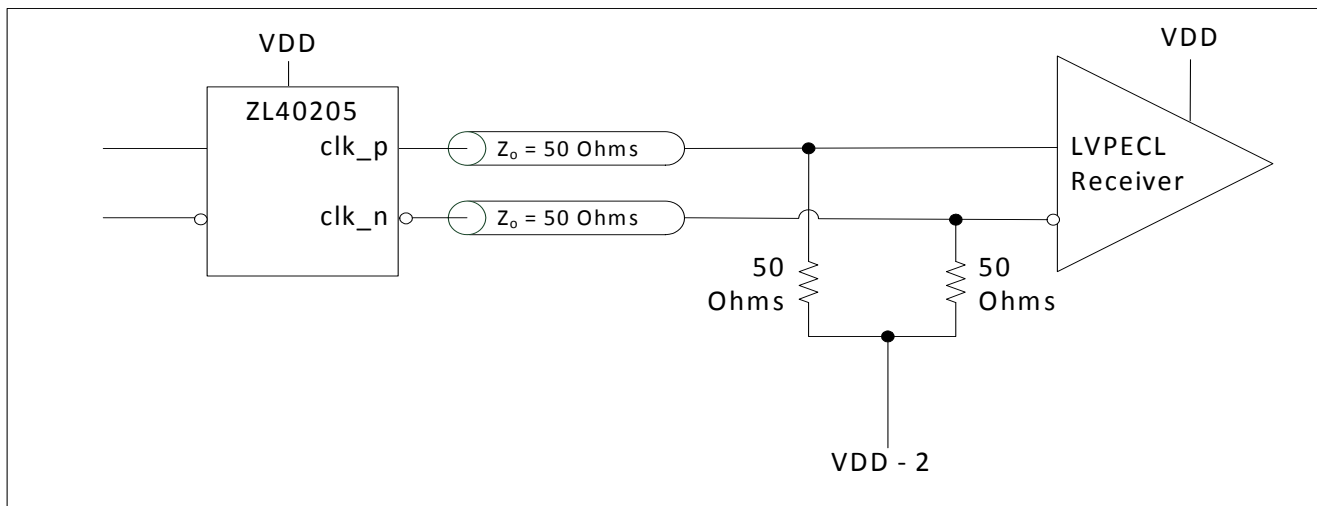 VDD
VDD
ZL40205
clk_p
Zₒ = 50 Ohms
LVPECL
Receiver
clk_n
Zₒ = 50 Ohms
50
Ohms
50
Ohms
VDD - 2